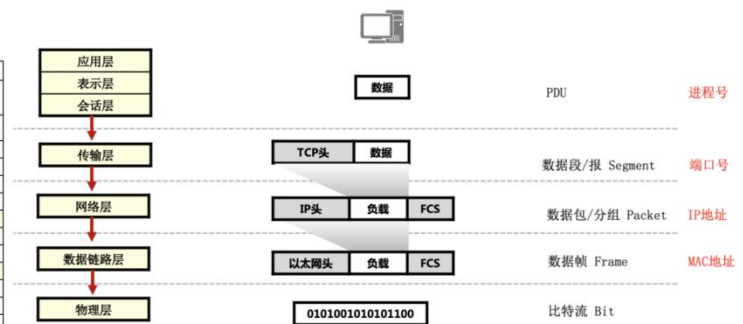 应用层
表示层
数据
PDU
进程号
会话层
传输层
TCP头 数据
数据段/报 Segment
端口号
网络层
IP头 负载 FCS
数据包/分组 Packet
IP地址
数据链路层
以太网头 负载 FCS
数据帧 Frame
MAC地址
物理层
0101001010101100
比特流 Bit